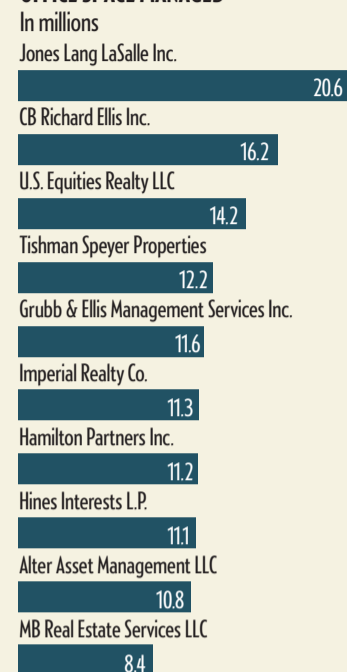 OFFICE SPACE MANAGED
In millions
Jones Lang LaSalle Inc.
20.6
CB Richard Ellis Inc.
16.2
U.S. Equities Realty LLC
14.2
Tishman Speyer Properties
12.2
Grubb & Ellis Management Services Inc.
11.6
Imperial Realty Co.
11.3
Hamilton Partners Inc.
11.2
Hines Interests L.P.
11.1
Alter Asset Management LLC
10.8
MB Real Estate Services LLC
8.4